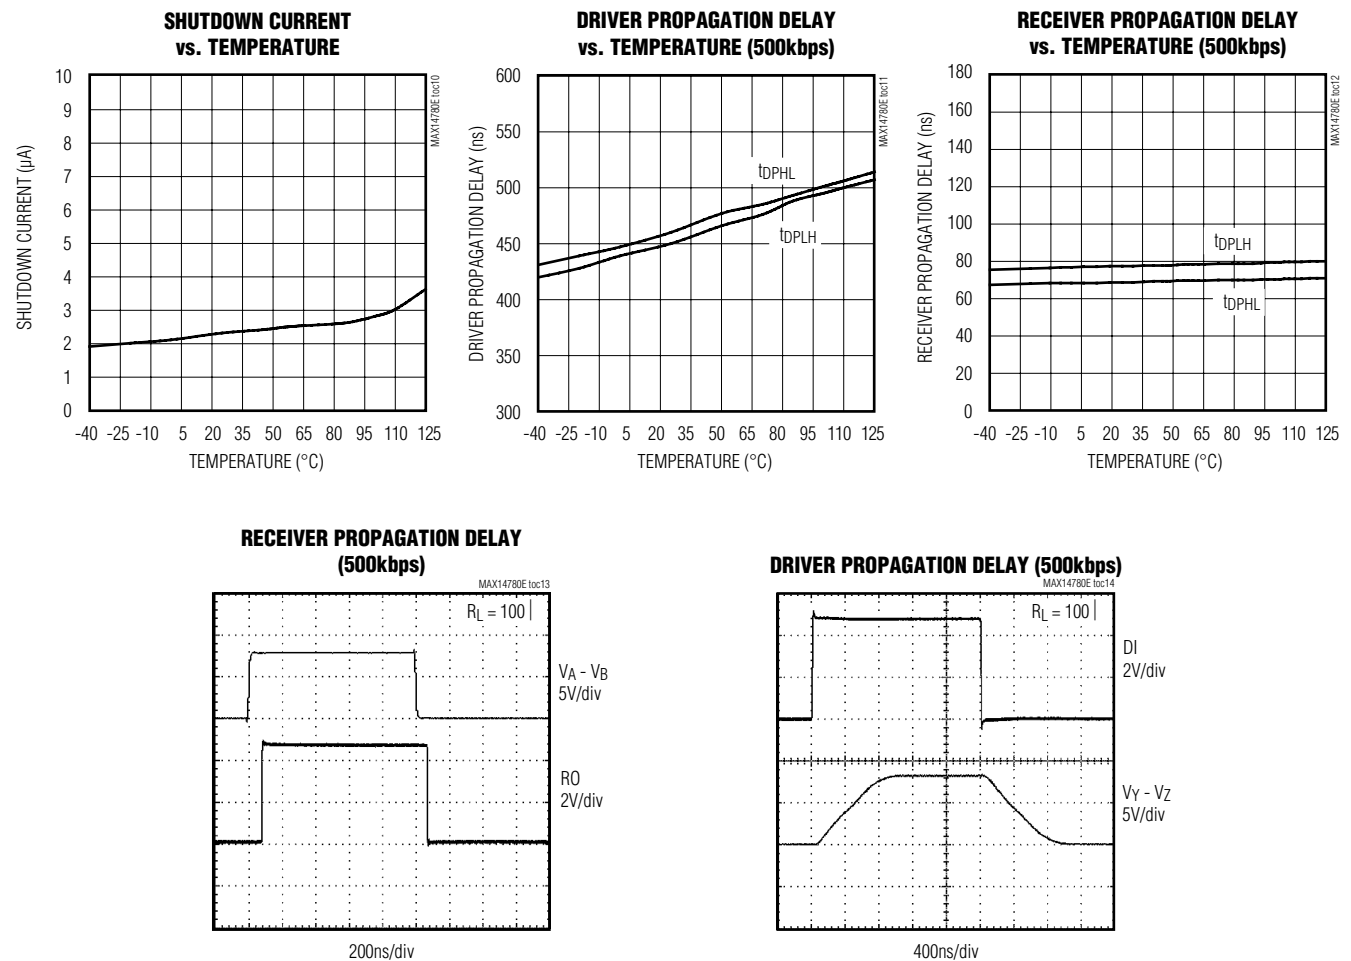 SHUTDOWN CURRENT
vs. TEMPERATURE
MAX14780E toc10
SHUTDOWN CURRENT (µA)
10
9
8
7
6
5
4
3
2
1
0
-40 -25 -10 5 20 35 50 65 80 95 110 125
TEMPERATURE (°C)
DRIVER PROPAGATION DELAY
vs. TEMPERATURE (500kbps)
MAX14780E toc11
DRIVER PROPAGATION DELAY (ns)
600
550
500
450
400
350
300
tDPHL
tDPLH
-40 -25 -10 5 20 35 50 65 80 95 110 125
TEMPERATURE (°C)
RECEIVER PROPAGATION DELAY
vs. TEMPERATURE (500kbps)
MAX14780E toc12
RECEIVER PROPAGATION DELAY (ns)
180
160
140
120
100
80
60
40
20
0
tDPLH
tDPHL
-40 -25 -10 5 20 35 50 65 80 95 110 125
TEMPERATURE (°C)
RECEIVER PROPAGATION DELAY
(500kbps)
MAX14780E toc13
RL = 100 |
VA - VB
5V/div
RO
2V/div
200ns/div
DRIVER PROPAGATION DELAY (500kbps)
MAX14780E toc14
RL = 100 |
DI
2V/div
VY - VZ
5V/div
400ns/div